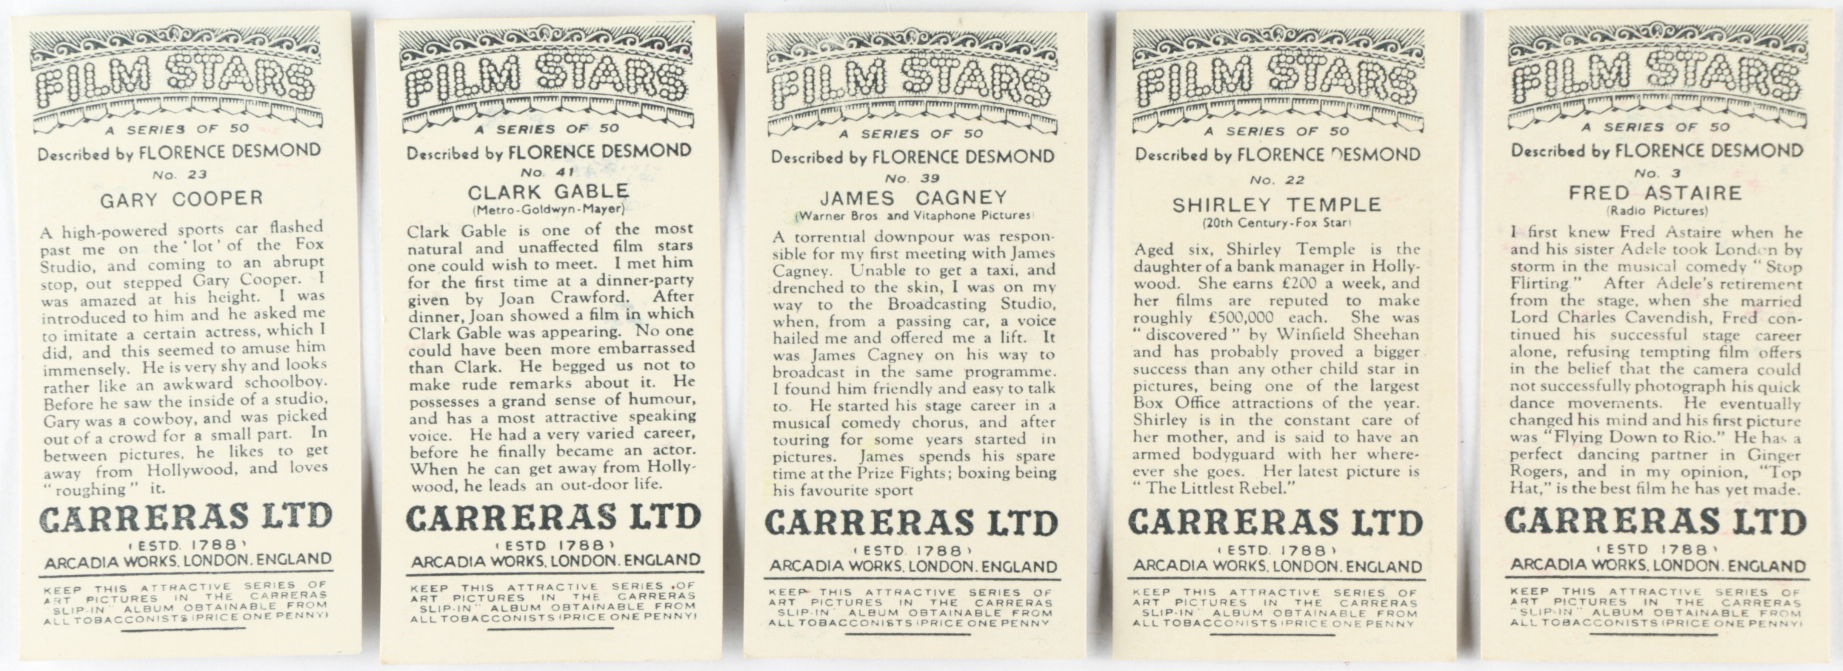 FILM STARS
A SERIES OF 50
Described by FLORENCE DESMOND
No. 23
GARY COOPER
A high-powered sports car flashed
past me on the 'lot' of the Fox
Studio, and coming to an abrupt
stop, out stepped Gary Cooper. I
was amazed at his height. I was
introduced to him and he asked me
to imitate a certain actress, which I
did, and this seemed to amuse him
immensely. He is very shy and looks
rather like an awkward schoolboy.
Before he saw the inside of a studio,
Gary was a cowboy, and was picked
out of a crowd for a small part. In
between pictures, he likes to get
away from Hollywood, and loves
"roughing" it.
CARRERAS LTD
(ESTD. 1788)
ARCADIA WORKS, LONDON. ENGLAND
KEEP THIS ATTRACTIVE SERIES OF
ART PICTURES IN THE CARRERAS
"SLIP-IN" ALBUM OBTAINABLE FROM
ALL TOBACCONISTS (PRICE ONE PENNY)
FILM STARS
A SERIES OF 50
Described by FLORENCE DESMOND
No. 41
CLARK GABLE
(Metro-Goldwyn-Mayer)
Clark Gable is one of the most
natural and unaffected film stars
one could wish to meet. I met him
for the first time at a dinner-party
given by Joan Crawford. After
dinner, Joan showed a film in which
Clark Gable was appearing. No one
could have been more embarrassed
than Clark. He begged us not to
make rude remarks about it. He
possesses a grand sense of humour,
and has a most attractive speaking
voice. He had a very varied career,
before he finally became an actor.
When he can get away from Holly-
wood, he leads an out-door life.
CARRERAS LTD
(ESTD 1788)
ARCADIA WORKS, LONDON. ENGLAND
KEEP THIS ATTRACTIVE SERIES OF
ART PICTURES IN THE CARRERAS
"SLIP-IN" ALBUM OBTAINABLE FROM
ALL TOBACCONISTS (PRICE ONE PENNY)
FILM STARS
A SERIES OF 50
Described by FLORENCE DESMOND
No. 39
JAMES CAGNEY
(Warner Bros. and Vitaphone Pictures)
A torrential downpour was respon-
sible for my first meeting with James
Cagney. Unable to get a taxi, and
drenched to the skin, I was on my
way to the Broadcasting Studio,
when, from a passing car, a voice
hailed me and offered me a lift. It
was James Cagney on his way to
broadcast in the same programme.
I found him friendly and easy to talk
to. He started his stage career in a
musical comedy chorus, and after
touring for some years started in
pictures. James spends his spare
time at the Prize Fights; boxing being
his favourite sport
CARRERAS LTD
(ESTD 1788)
ARCADIA WORKS, LONDON. ENGLAND
KEEP THIS ATTRACTIVE SERIES OF
ART PICTURES IN THE CARRERAS
"SLIP-IN" ALBUM OBTAINABLE FROM
ALL TOBACCONISTS (PRICE ONE PENNY
FILM STARS
A SERIES OF 50
Described by FLORENCE DESMOND
No. 22
SHIRLEY TEMPLE
(20th Century-Fox Star)
Aged six, Shirley Temple is the
daughter of a bank manager in Holly-
wood. She earns £200 a week, and
her films are reputed to make
roughly £500,000 each. She was
"discovered" by Winfield Sheehan
and has probably proved a bigger
success than any other child star in
pictures, being one of the largest
Box Office attractions of the year.
Shirley is in the constant care of
her mother, and is said to have an
armed bodyguard with her where-
ever she goes. Her latest picture is
"The Littlest Rebel."
CARRERAS LTD
(ESTD. 1788)
ARCADIA WORKS, LONDON. ENGLAND
KEEP THIS ATTRACTIVE SERIES OF
ART PICTURES IN THE CARRERAS
"SLIP-IN" ALBUM OBTAINABLE FROM
ALL TOBACCONISTS (PRICE ONE PENNY
FILM STARS
A SERIES OF 50
Described by FLORENCE DESMOND
No. 3
FRED ASTAIRE
(Radio Pictures)
I first knew Fred Astaire when he
and his sister Adele took London by
storm in the musical comedy "Stop
Flirting." After Adele's retirement
from the stage, when she married
Lord Charles Cavendish, Fred con-
tinued his successful stage career
alone, refusing tempting film offers
in the belief that the camera could
not successfully photograph his quick
dance movements. He eventually
changed his mind and his first picture
was "Flying Down to Rio." He has a
perfect dancing partner in Ginger
Rogers, and in my opinion, "Top
Hat," is the best film he has yet made.
CARRERAS LTD
(ESTD 1788)
ARCADIA WORKS, LONDON. ENGLAND
KEEP THIS ATTRACTIVE SERIES OF
ART PICTURES IN THE CARRERAS
"SLIP-IN" ALBUM OBTAINABLE FROM
ALL TOBACCONISTS (PRICE ONE PENNY)